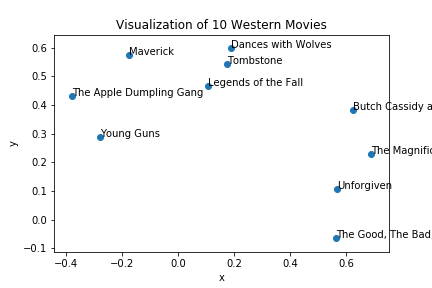 Visualization of 10 Western Movies
0.6
0.5
0.4
0.3
0.2
0.1
0.0
−0.1
y
Maverick
Dances with Wolves
Tombstone
Legends of the Fall
The Apple Dumpling Gang
Butch Cassidy a
Young Guns
The Magnific
Unforgiven
The Good, The Bad
−0.4
−0.2
0.0
0.2
0.4
0.6
x